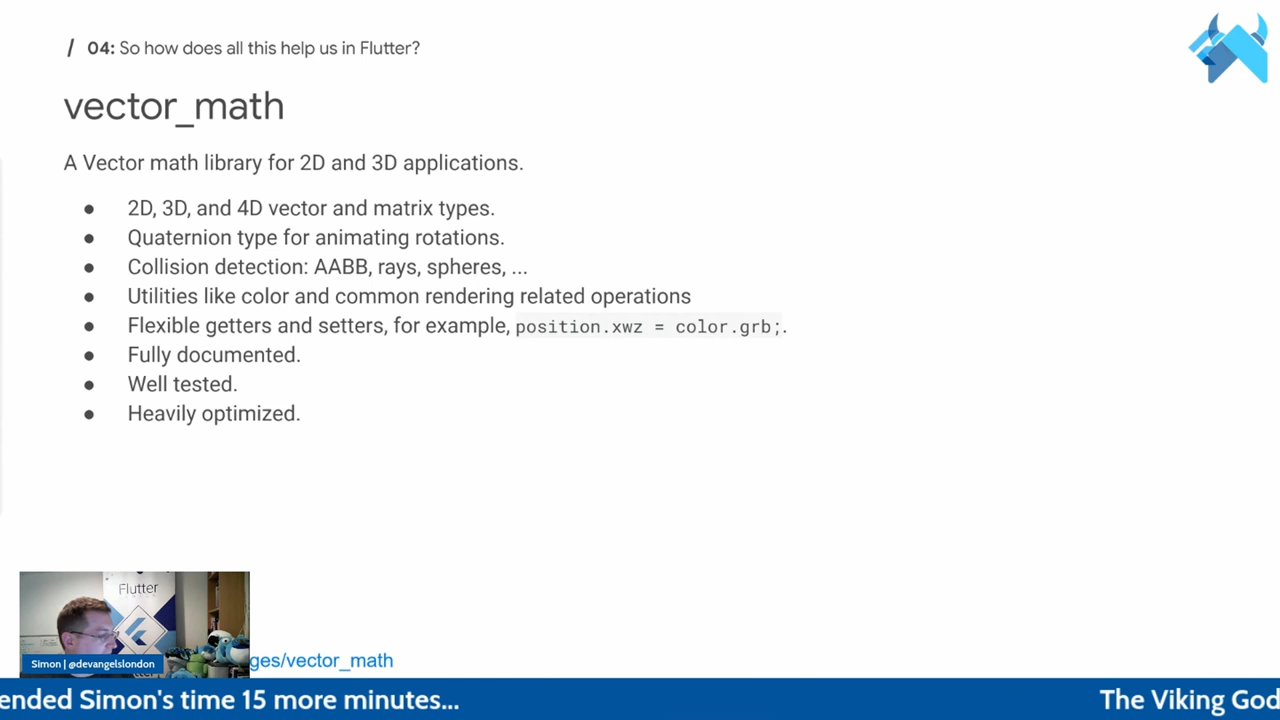 / 04: So how does all this help us in Flutter?
vector_math
A Vector math library for 2D and 3D applications.
● 2D, 3D, and 4D vector and matrix types.
● Quaternion type for animating rotations.
● Collision detection: AABB, rays, spheres, ...
● Utilities like color and common rendering related operations
● Flexible getters and setters, for example, position.xwz = color.grb;.
● Fully documented.
● Well tested.
● Heavily optimized.
Flutter
Simon | @devangelslondon
ges/vector_math
ended Simon's time 15 more minutes...
The Viking God